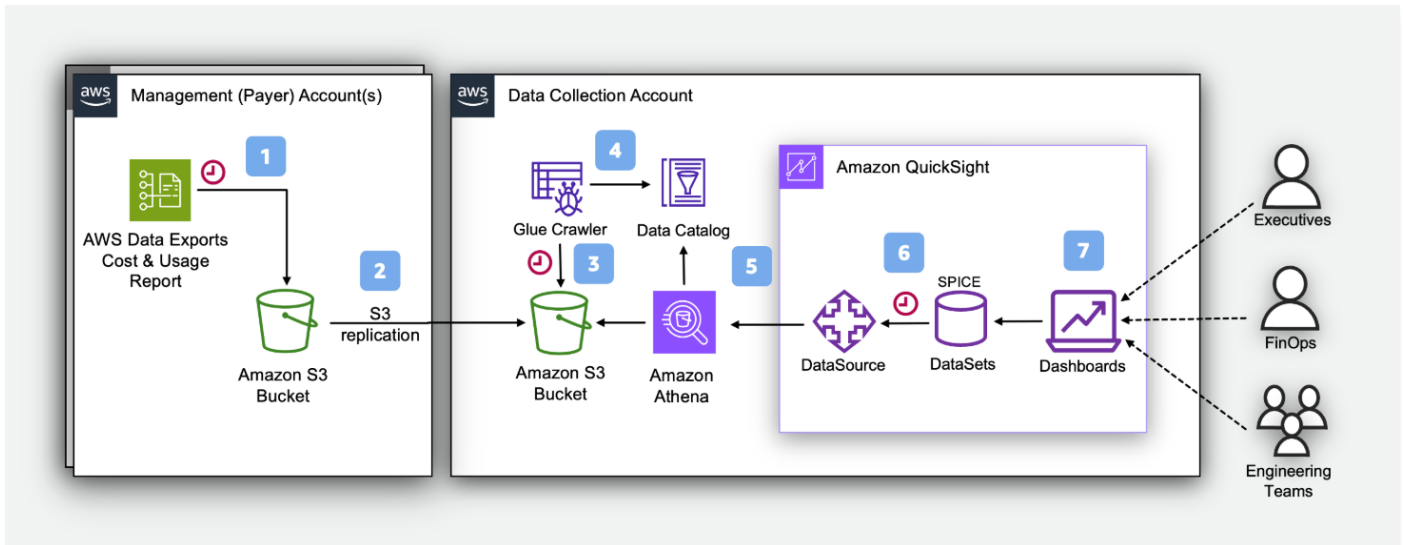 aws
Management (Payer) Account(s)
1
AWS Data Exports
Cost & Usage
Report
2
S3
replication
Amazon S3
Bucket
aws
Data Collection Account
4
Glue Crawler
Data Catalog
3
5
Amazon S3
Bucket
Amazon
Athena
Amazon QuickSight
6
7
SPICE
DataSource
DataSets
Dashboards
Executives
FinOps
Engineering
Teams